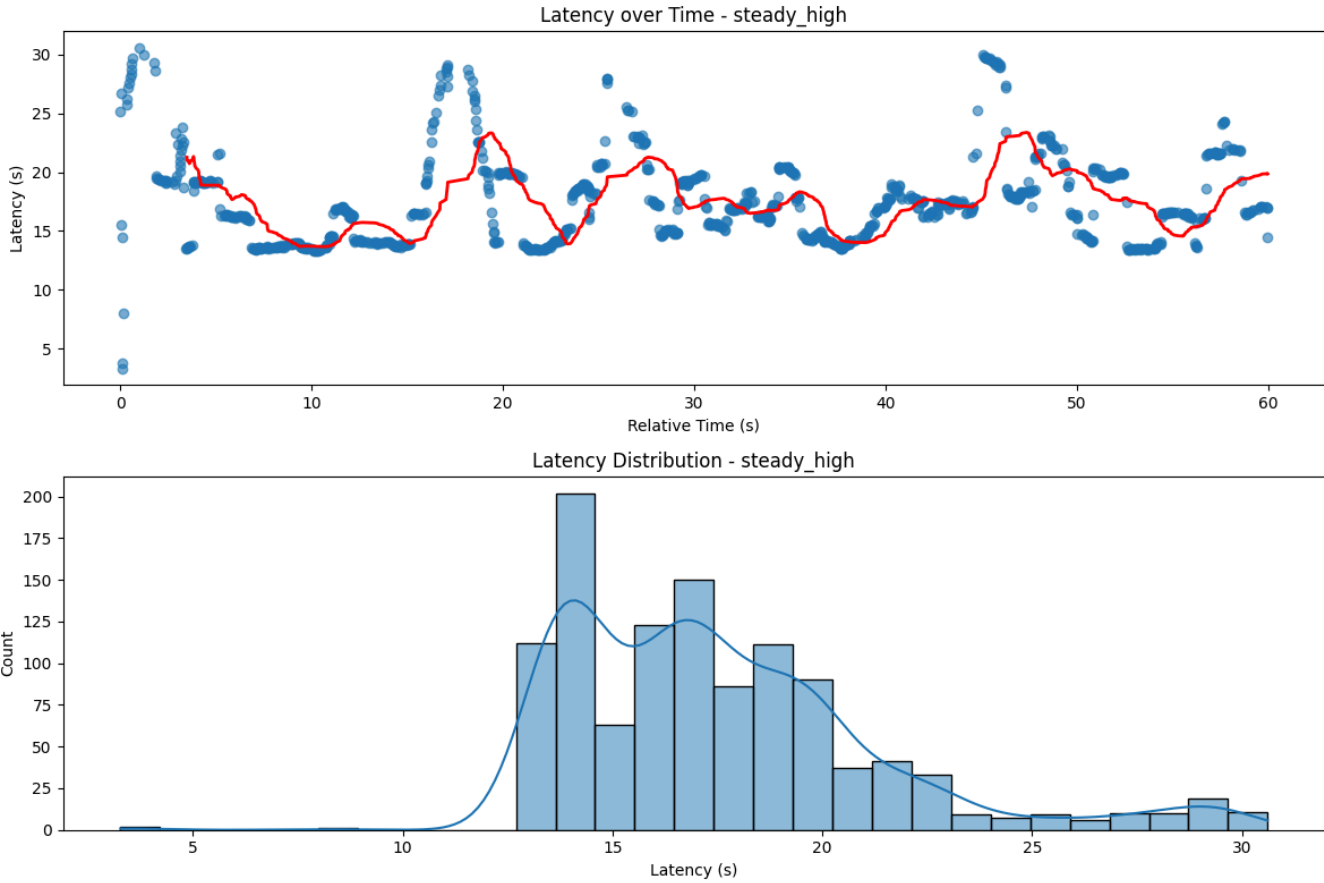 Latency over Time - steady_high
30
25
20
15
10
5
Latency (s)
0 10 20 30 40 50 60
Relative Time (s)
Latency Distribution - steady_high
200
175
150
125
100
75
50
25
0
Count
5 10 15 20 25 30
Latency (s)